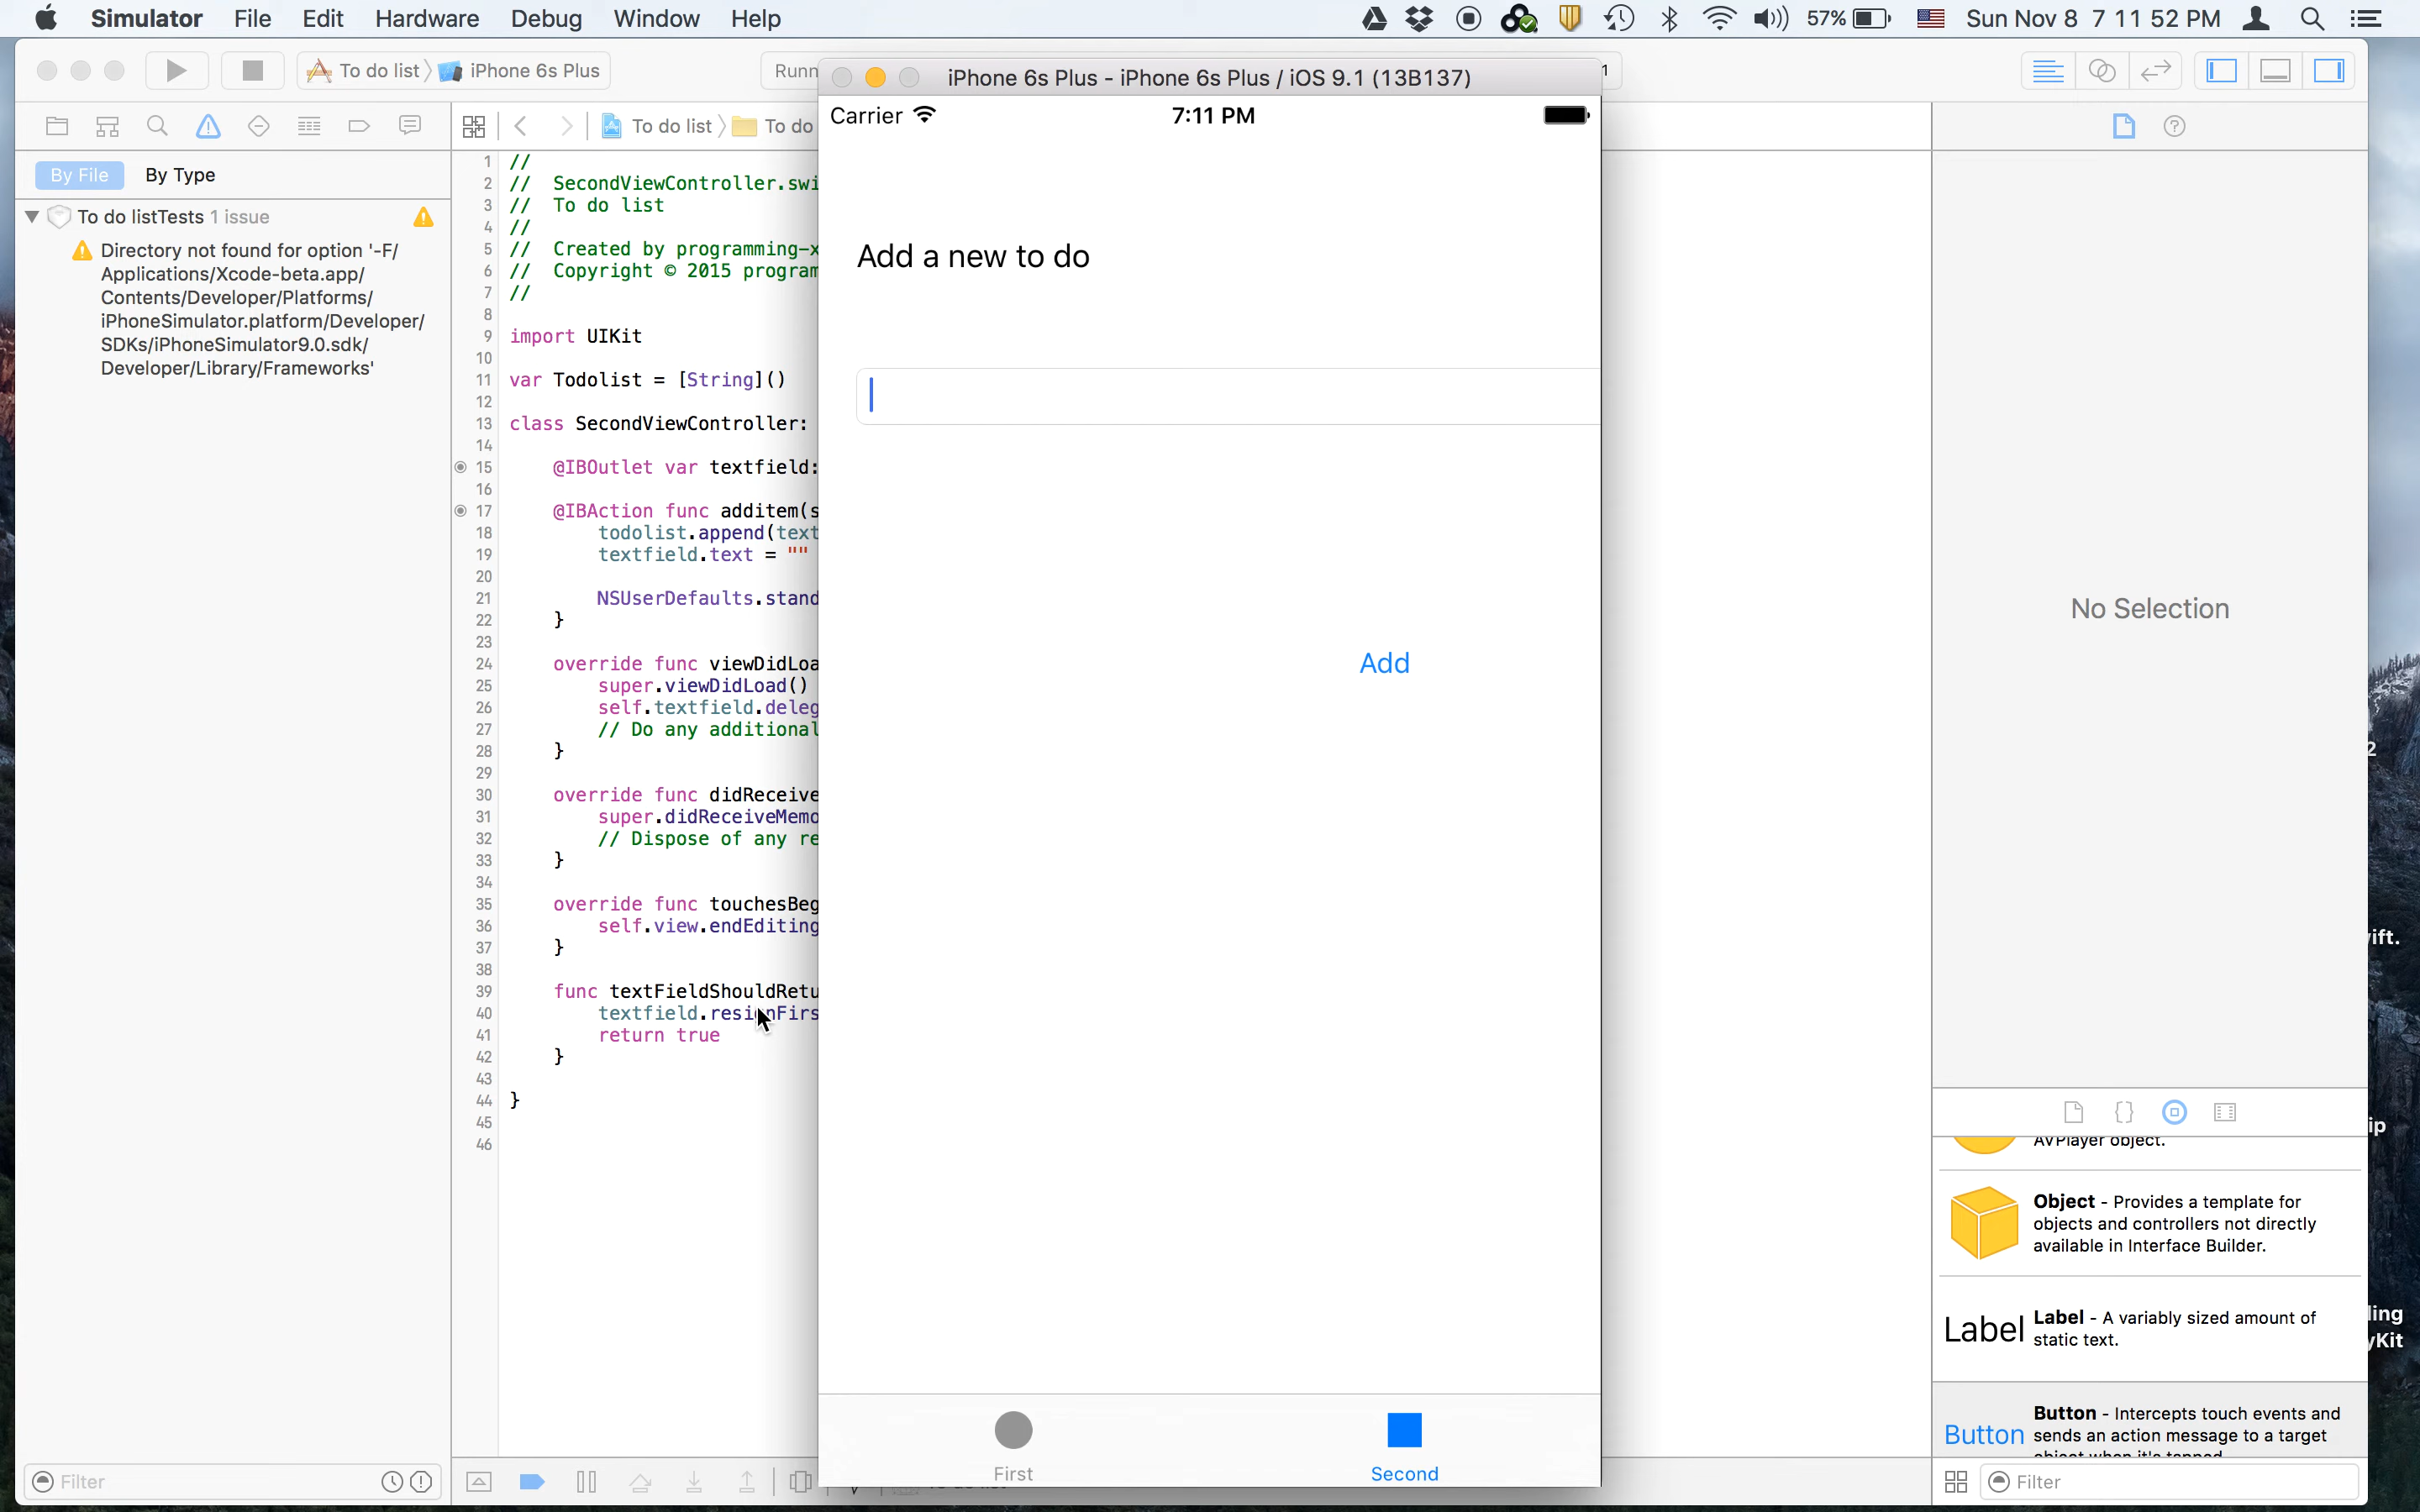 Simulator File Edit Hardware Debug Window Help 57% Sun Nov 8 7 11 52 PM
To do list iPhone 6s Plus
iPhone 6s Plus - iPhone 6s Plus / iOS 9.1 (13B137)
By File By Type
To do listTests 1 issue
Directory not found for option '-F/
Applications/Xcode-beta.app/
Contents/Developer/Platforms/
iPhoneSimulator.platform/Developer/
SDKs/iPhoneSimulator9.0.sdk/
Developer/Library/Frameworks'
Filter
To do list To do
1 //
2 // SecondViewController.swi
3 // To do list
4 //
5 // Created by programming-x
6 // Copyright © 2015 program
7 //
8
9 import UIKit
10
11 var Todolist = [String]()
12
13 class SecondViewController:
14
15 @IBOutlet var textfield:
16
17 @IBAction func additem(s
18 todolist.append(text
19 textfield.text = ""
20
21 NSUserDefaults.stand
22 }
23
24 override func viewDidLoa
25 super.viewDidLoad()
26 self.textfield.deleg
27 // Do any additional
28 }
29
30 override func didReceive
31 super.didReceiveMemo
32 // Dispose of any re
33 }
34
35 override func touchesBeg
36 self.view.endEditing
37 }
38
39 func textFieldShouldRetu
40 textfield.resignFirs
41 return true
42 }
43
44 }
45
46
Carrier 7:11 PM
Add a new to do
Add
First Second
No Selection
AVPlayer object.
Object - Provides a template for
objects and controllers not directly
available in Interface Builder.
Label
Label - A variably sized amount of
static text.
Button
Button - Intercepts touch events and
sends an action message to a target
Filter